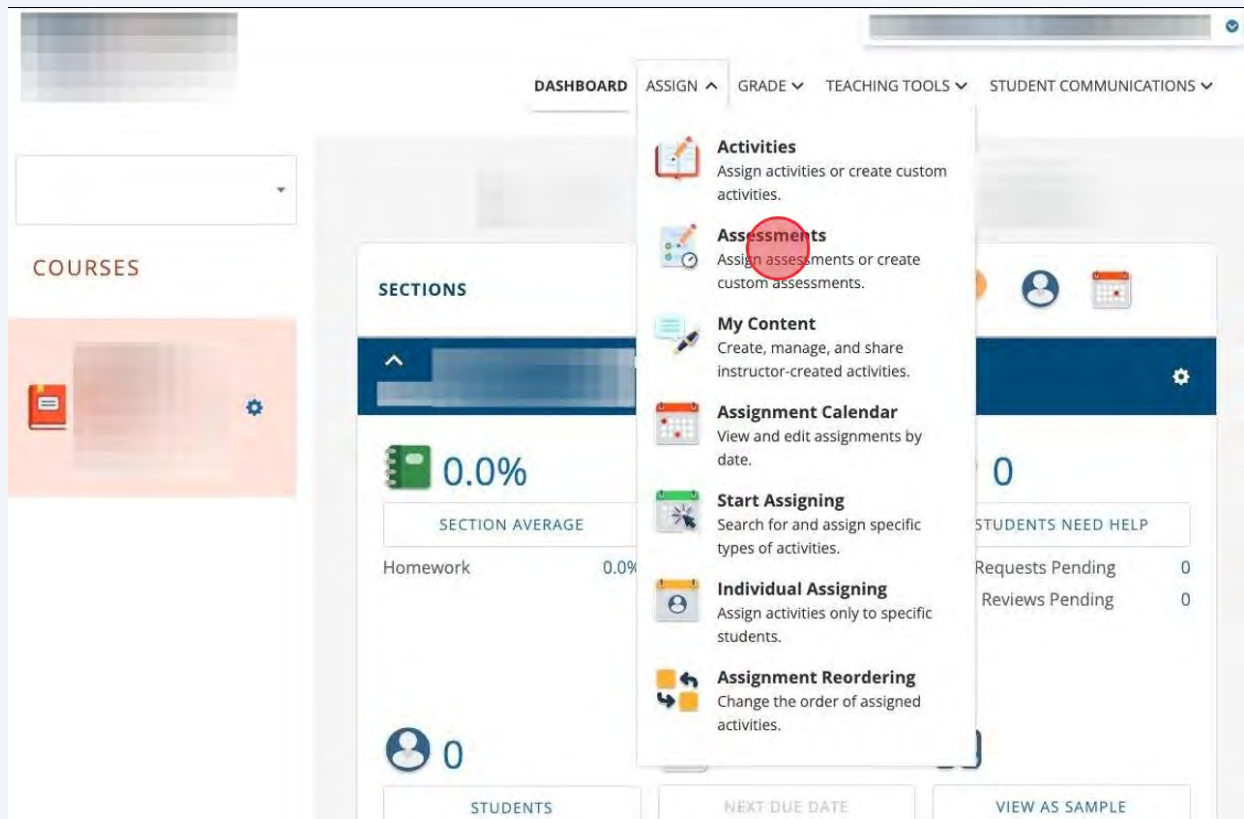 DASHBOARD ASSIGN GRADE TEACHING TOOLS STUDENT COMMUNICATIONS
Activities
Assign activities or create custom
activities.
Assessments
Assign assessments or create
custom assessments.
My Content
Create, manage, and share
instructor-created activities.
Assignment Calendar
View and edit assignments by
date.
Start Assigning
Search for and assign specific
types of activities.
Individual Assigning
Assign activities only to specific
students.
Assignment Reordering
Change the order of assigned
activities.
COURSES
SECTIONS
0.0%
SECTION AVERAGE
Homework 0.0%
0
STUDENTS NEED HELP
Requests Pending 0
Reviews Pending 0
0
STUDENTS
NEXT DUE DATE
VIEW AS SAMPLE